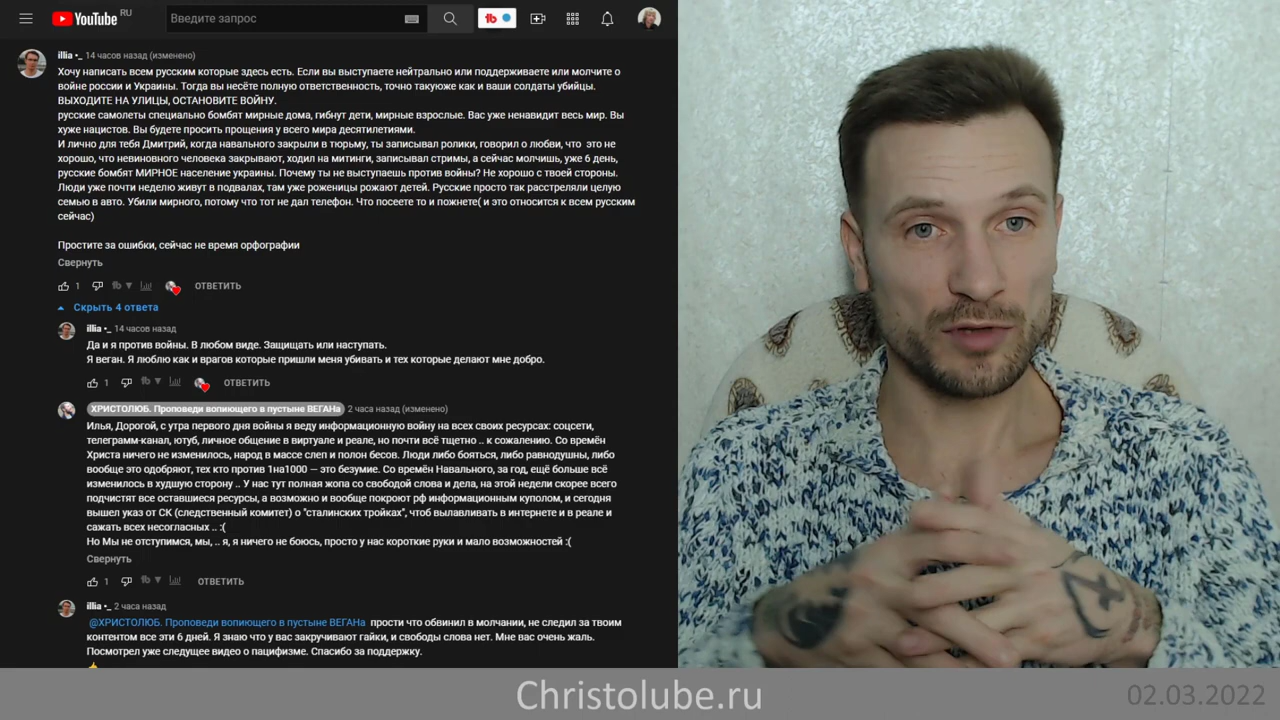 YouTube RU
Введите запрос
tb
illia •_ 14 часов назад (изменено)
Хочу написать всем русским которые здесь есть. Если вы выступаете нейтрально или поддерживаете или молчите о
войне россии и Украины. Тогда вы несёте полную ответственность, точно такуюже как и ваши солдаты убийцы.
ВЫХОДИТЕ НА УЛИЦЫ, ОСТАНОВИТЕ ВОЙНУ.
русские самолеты специально бомбят мирные дома, гибнут дети, мирные взрослые. Вас уже ненавидит весь мир. Вы
хуже нацистов. Вы будете просить прощения у всего мира десятилетиями.
И лично для тебя Дмитрий, когда навального закрыли в тюрьму, ты записывал ролики, говорил о любви, что  это не
хорошо, что невиновного человека закрывают, ходил на митинги, записывал стримы, а сейчас молчишь, уже 6 день,
русские бомбят МИРНОЕ население украины. Почему ты не выступаешь против войны? Не хорошо с твоей стороны.
Люди уже почти неделю живут в подвалах, там уже роженицы рожают детей. Русские просто так расстреляли целую
семью в авто. Убили мирного, потому что тот не дал телефон. Что посеете то и пожнете( и это относится к всем русским
сейчас)
Простите за ошибки, сейчас не время орфографии
Свернуть
1 tb ОТВЕТИТЬ
Скрыть 4 ответа
illia •_ 14 часов назад
Да и я против войны. В любом виде. Защищать или наступать.
Я веган. Я люблю как и врагов которые пришли меня убивать и тех которые делают мне добро.
1 tb ОТВЕТИТЬ
ХРИСТОЛЮБ. Проповеди вопиющего в пустыне ВЕГАНа 2 часа назад (изменено)
Илья, Дорогой, с утра первого дня войны я веду информационную войну на всех своих ресурсах: соцсети,
телеграмм-канал, ютуб, личное общение в виртуале и реале, но почти всё тщетно .. к сожалению. Со времён
Христа ничего не изменилось, народ в массе слеп и полон бесов. Люди либо бояться, либо равнодушны, либо
вообще это одобряют, тех кто против 1на1000 — это безумие. Со времён Навального, за год, ещё больше всё
изменилось в худшую сторону .. У нас тут полная жопа со свободой слова и дела, на этой недели скорее всего
подчистят все оставшиеся ресурсы, а возможно и вообще покроют рф информационным куполом, и сегодня
вышел указ от СК (следственный комитет) о "сталинских тройках", чтоб вылавливать в интернете и в реале и
сажать всех несогласных .. :(
Но Мы не отступимся, мы, .. я, я ничего не боюсь, просто у нас короткие руки и мало возможностей :(
Свернуть
1 tb ОТВЕТИТЬ
illia •_ 2 часа назад
@ХРИСТОЛЮБ. Проповеди вопиющего в пустыне ВЕГАНа прости что обвинил в молчании, не следил за твоим
контентом все эти 6 дней. Я знаю что у вас закручивают гайки, и свободы слова нет. Мне вас очень жаль.
Посмотрел уже следущее видео о пацифизме. Спасибо за поддержку.
Christolube.ru
02.03.2022